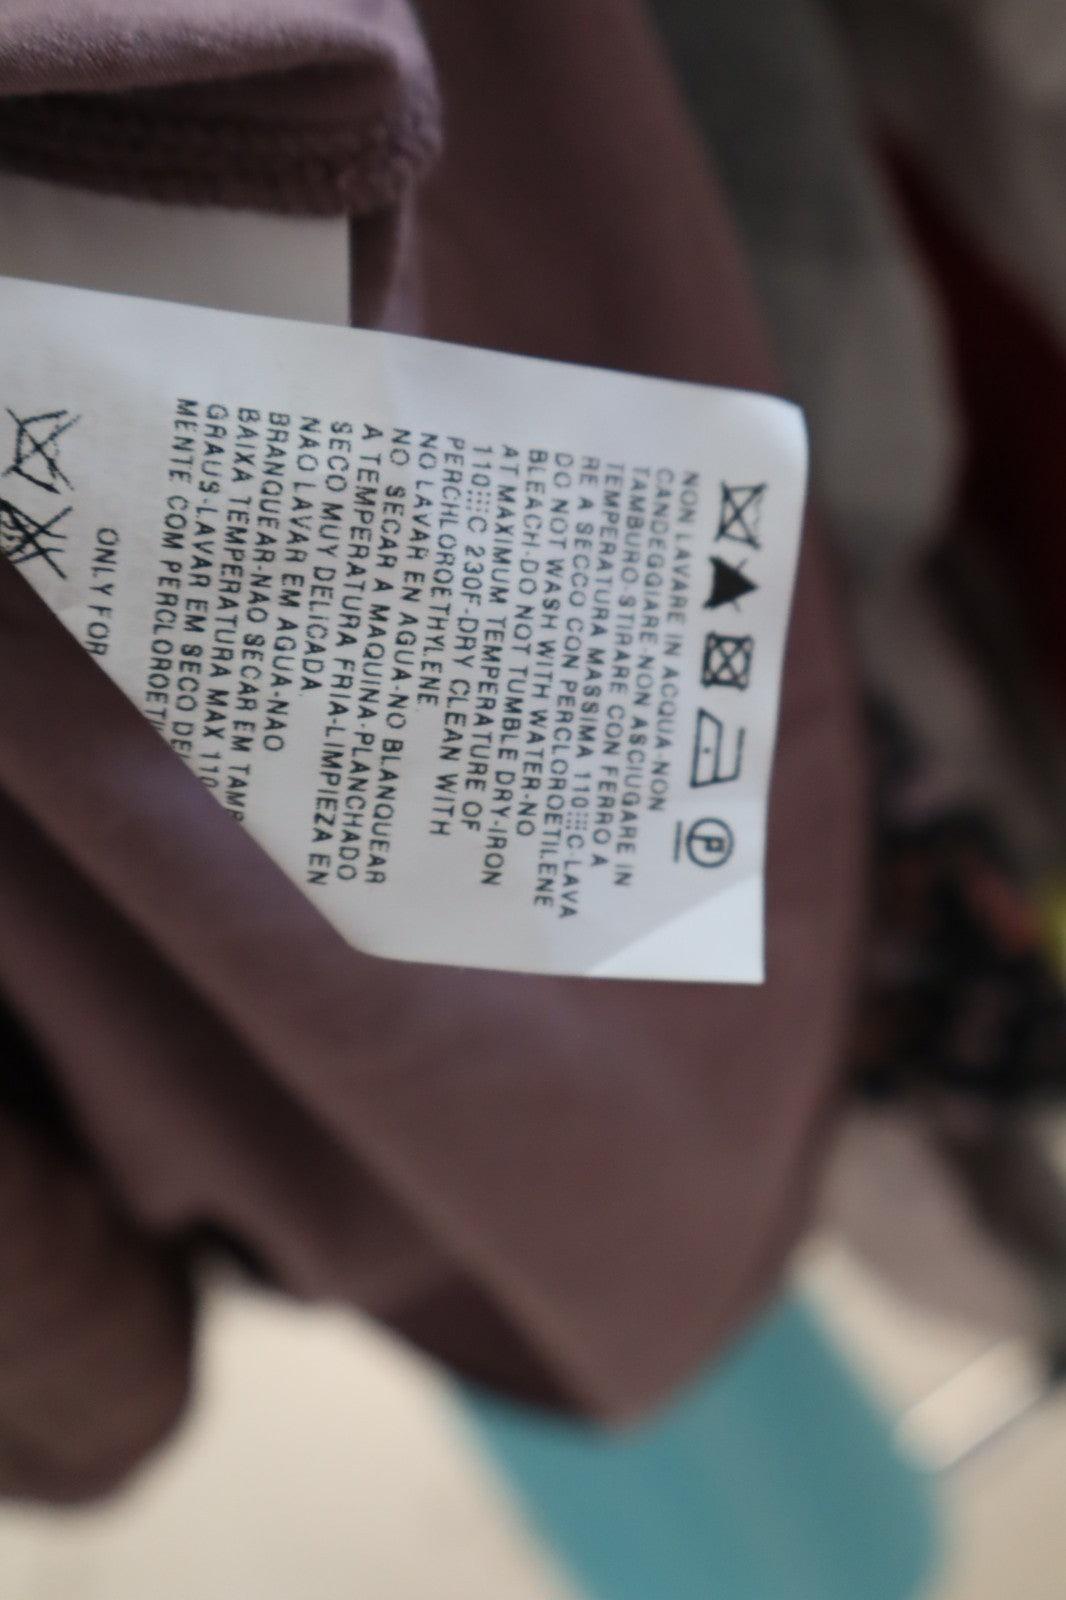 NON LAVARE IN ACQUA-NON
CANDEGGIARE-NON ASCIUGARE IN
TAMBURO-STIRARE CON FERRO A
TEMPERATURA MASSIMA 110⁝⁝C-LAVA
RE A SECCO CON PERCLOROETILENE
DO NOT WASH WITH WATER-NO
BLEACH-DO NOT TUMBLE DRY-IRON
AT MAXIMUM TEMPERATURE OF
110⁝⁝C 230F-DRY CLEAN WITH
PERCHLOROETHYLENE
NO LAVAR EN AGUA-NO BLANQUEAR
NO SECAR A MAQUINA-PLANCHADO
A TEMPERATURA FRIA-LIMPIEZA EN
SECO MUY DELICADA.
NAO LAVAR EM AGUA-NAO
BRANQUEAR-NAO SECAR EM TAMB
BAIXA TEMPERATURA MAX 110
GRAUS-LAVAR EM SECO DEL
MENTE COM PERCLOROETIL
ONLY FOR